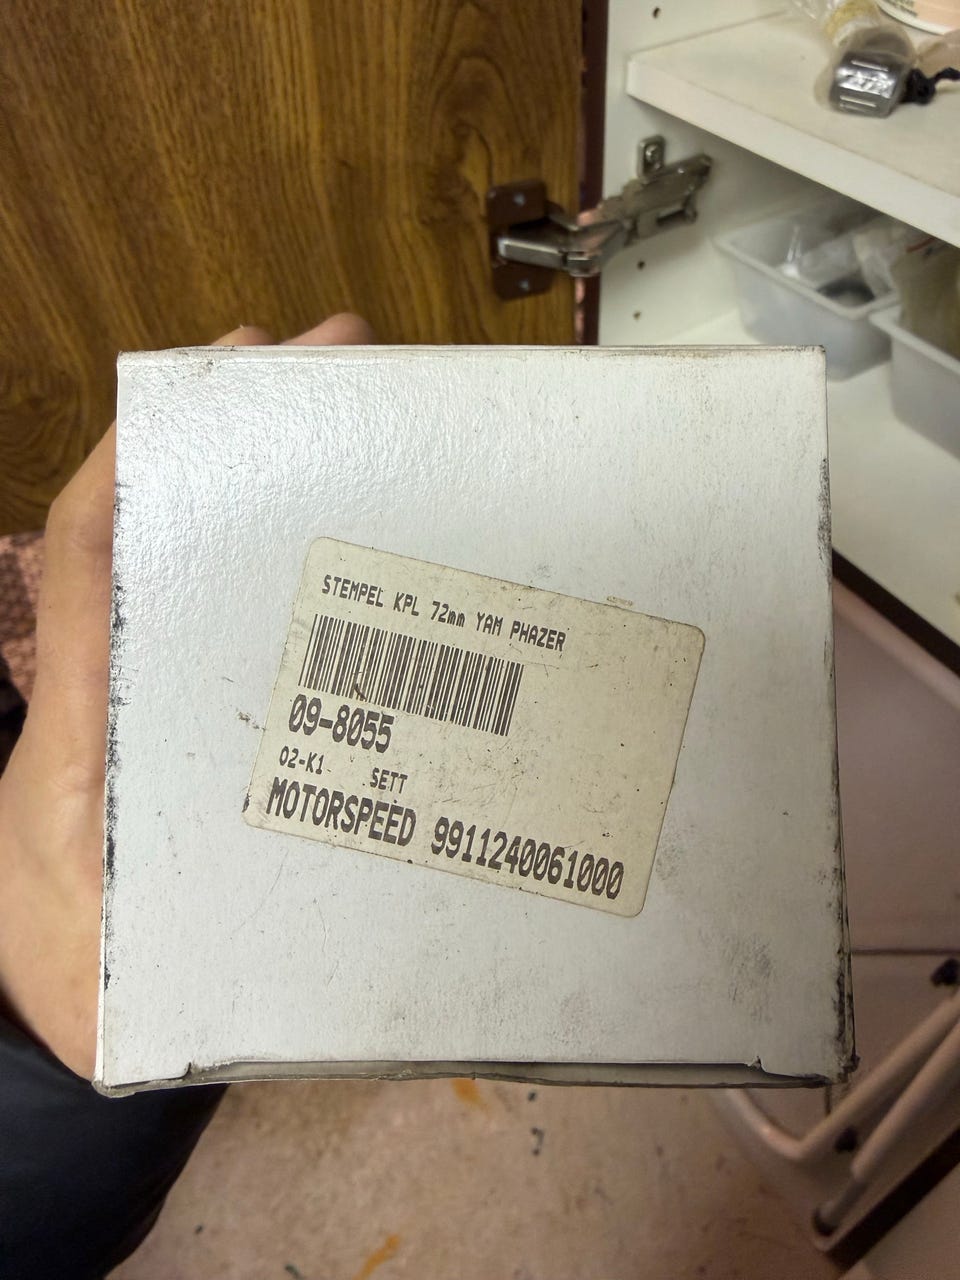 STEMPEL KPL 72mm YAM PHAZER
09-8055
02-K1 SETT
MOTORSPEED 9911240061000